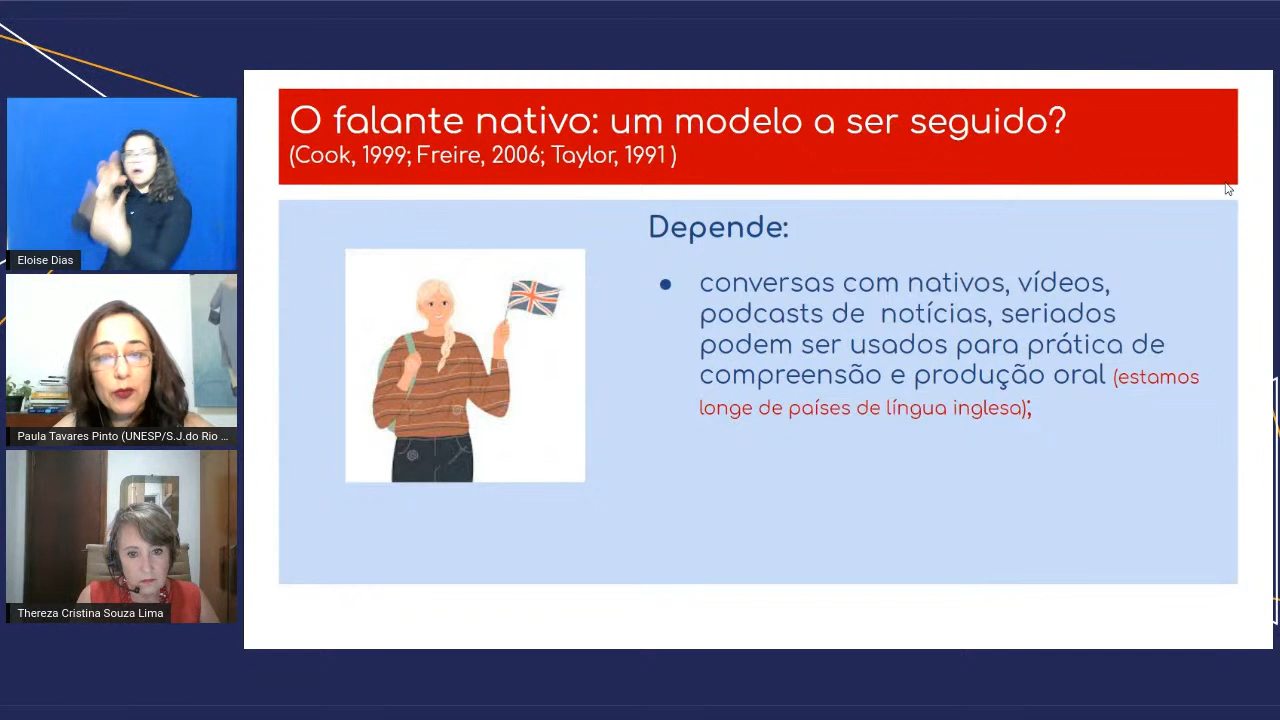 O falante nativo: um modelo a ser seguido?
(Cook, 1999; Freire, 2006; Taylor, 1991 )
Depende:
● conversas com nativos, vídeos,
podcasts de  notícias, seriados
podem ser usados para prática de
compreensão e produção oral (estamos
longe de países de língua inglesa);
Eloise Dias
Paula Tavares Pinto (UNESP/S.J.do Rio ...
Thereza Cristina Souza Lima